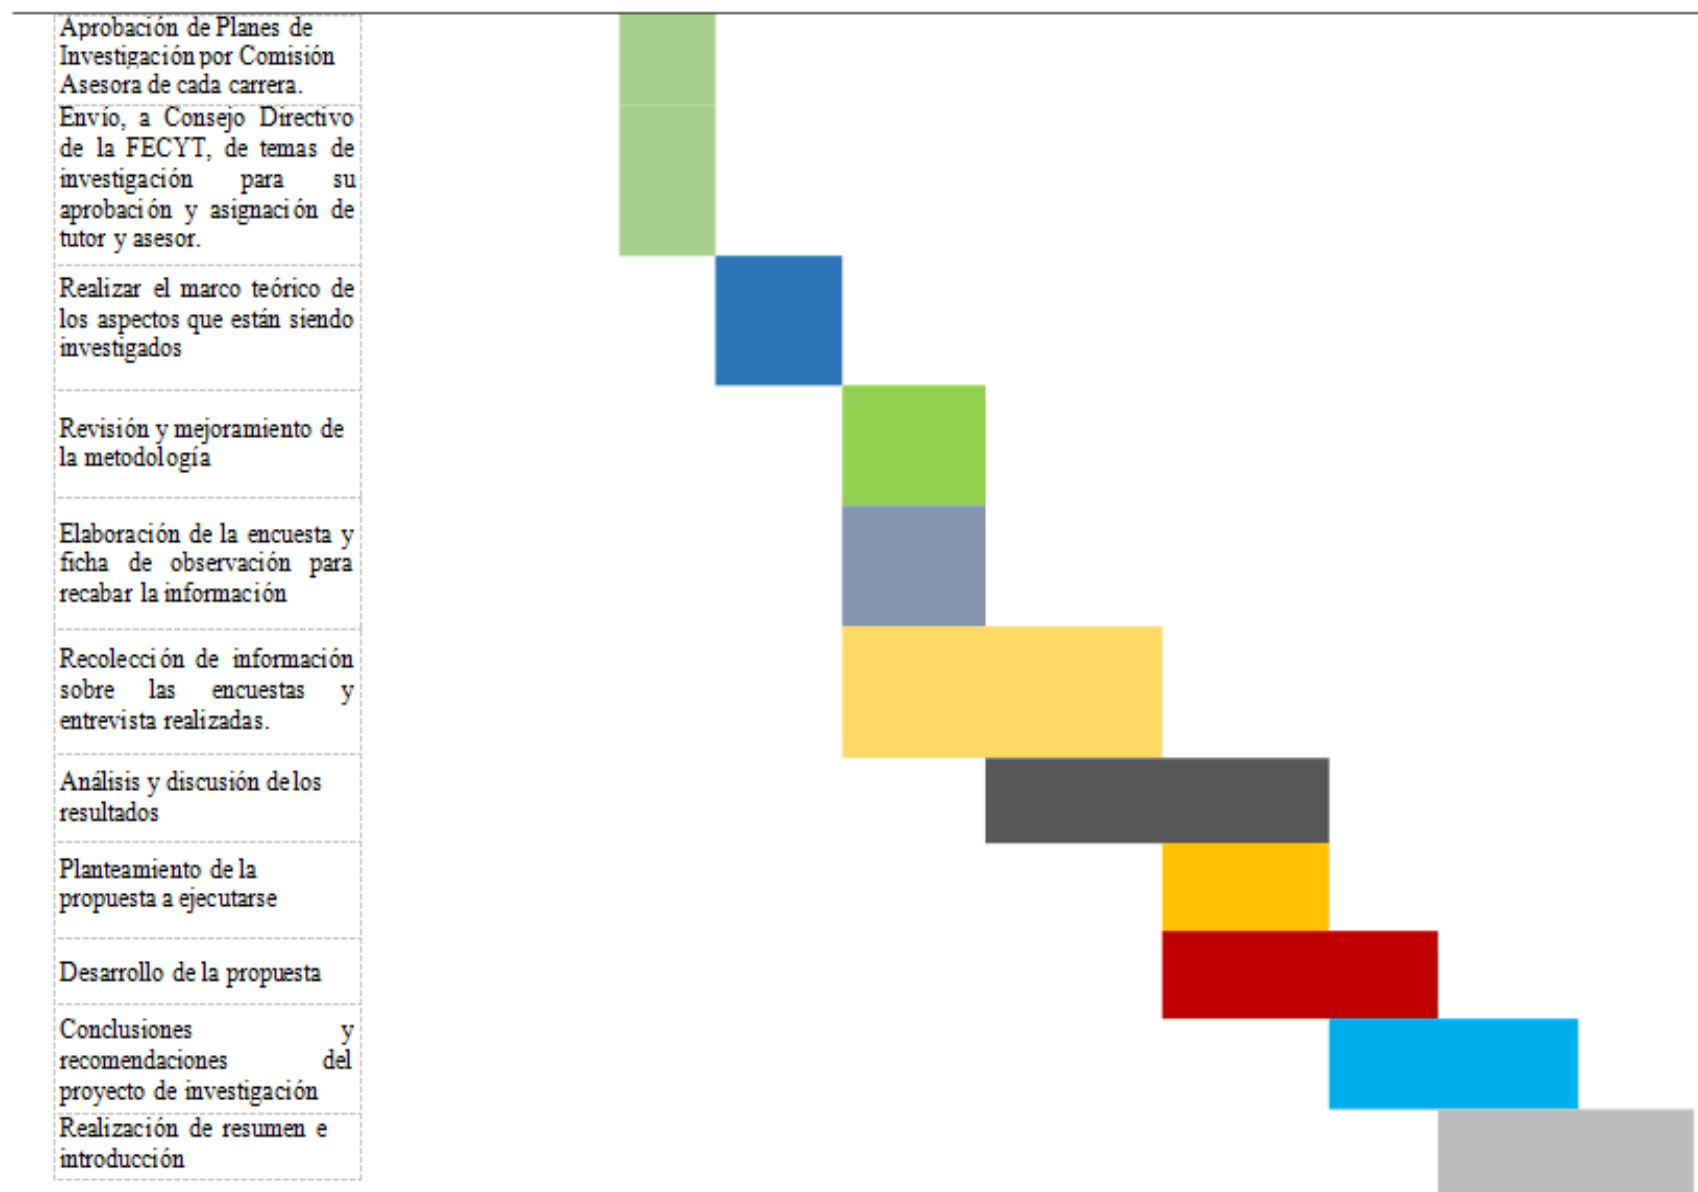 Aprobación de Planes de
Investigación por Comisión
Asesora de cada carrera.
Envío, a Consejo Directivo
de la FECYT, de temas de
investigación para su
aprobación y asignación de
tutor y asesor.
Realizar el marco teórico de
los aspectos que están siendo
investigados
Revisión y mejoramiento de
la metodología
Elaboración de la encuesta y
ficha de observación para
recabar la información
Recolección de información
sobre las encuestas y
entrevista realizadas.
Análisis y discusión de los
resultados
Planteamiento de la
propuesta a ejecutarse
Desarrollo de la propuesta
Conclusiones y
recomendaciones del
proyecto de investigación
Realización de resumen e
introducción